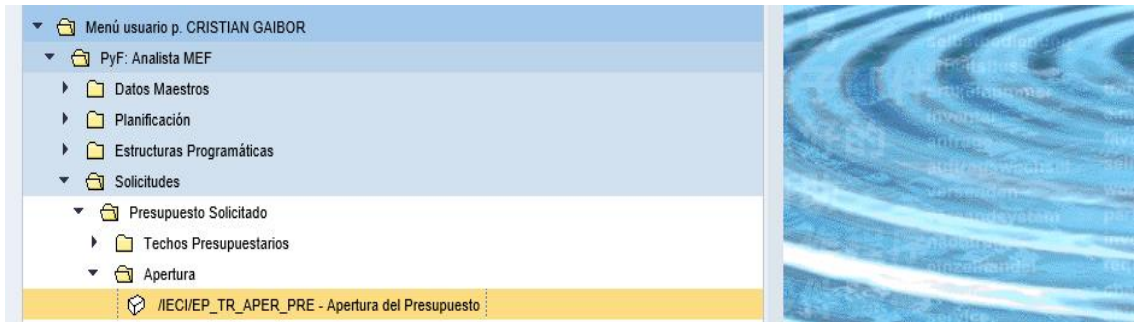 Menú usuario p. CRISTIAN GAIBOR
PyF: Analista MEF
Datos Maestros
Planificación
Estructuras Programáticas
Solicitudes
Presupuesto Solicitado
Techos Presupuestarios
Apertura
/IECI/EP_TR_APER_PRE - Apertura del Presupuesto